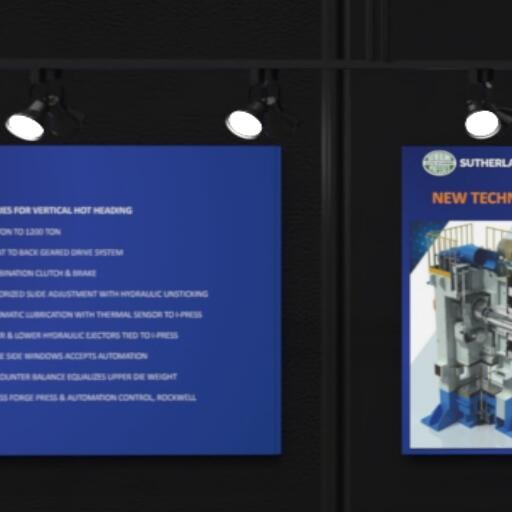 IES FOR VERTICAL HOT HEADING
TON TO 1200 TON
NT TO BACK GEARED DRIVE SYSTEM
BINATION CLUTCH & BRAKE
ORIZED SLIDE ADJUSTMENT WITH HYDRAULIC UNSTICKING
MATIC LUBRICATION WITH THERMAL SENSOR TO I-PRESS
R & LOWER HYDRAULIC EJECTORS TIED TO I-PRESS
E SIDE WINDOWS ACCEPTS AUTOMATION
OUNTER BALANCE EQUALIZES UPPER DIE WEIGHT
SS FORGE PRESS & AUTOMATION CONTROL, ROCKWELL
SUTHERLA
NEW TECHN